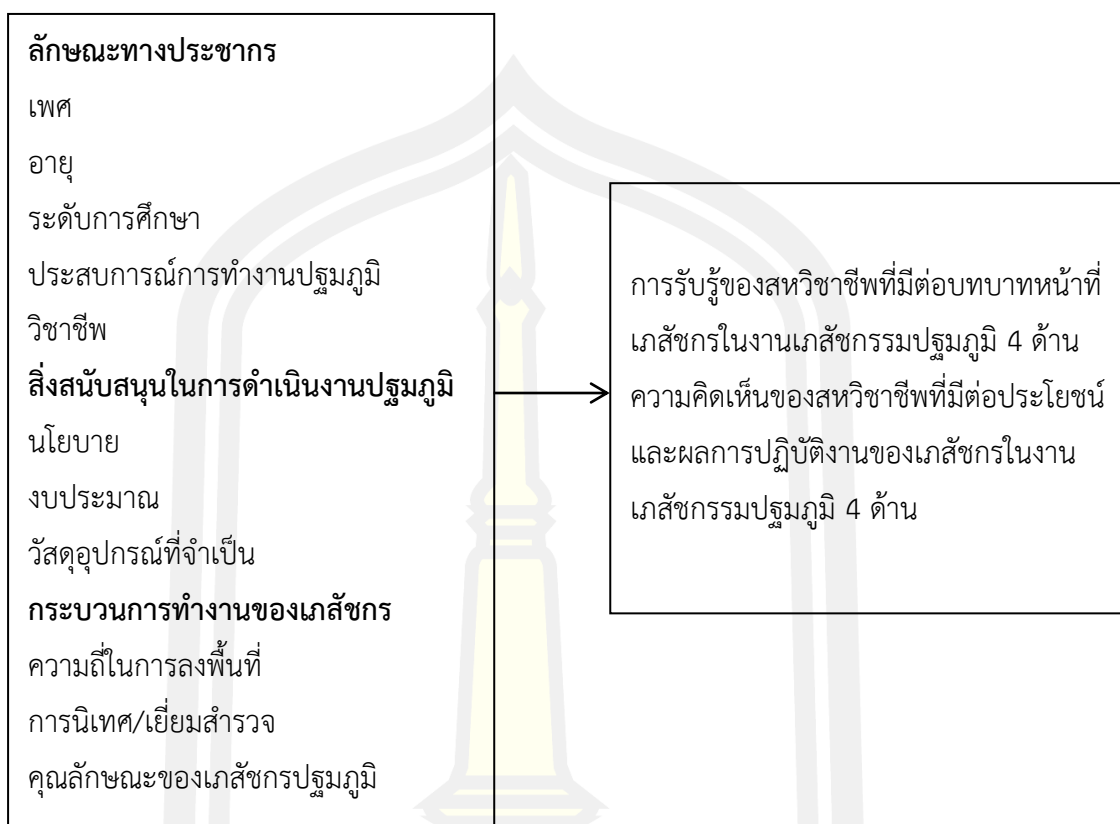 ลักษณะทางประชากร
เพศ
อายุ
ระดับการศึกษา
ประสบการณ์การทำงานปฐมภูมิ
วิชาชีพ
สิ่งสนับสนุนในการดำเนินงานปฐมภูมิ
นโยบาย
งบประมาณ
วัสดุอุปกรณ์ที่จำเป็น
กระบวนการทำงานของเภสัชกร
ความถี่ในการลงพื้นที่
การนิเทศ/เยี่ยมสำรวจ
คุณลักษณะของเภสัชกรปฐมภูมิ
การรับรู้ของสหวิชาชีพที่มีต่อบทบาทหน้าที่
เภสัชกรในงานเภสัชกรรมปฐมภูมิ 4 ด้าน
ความคิดเห็นของสหวิชาชีพที่มีต่อประโยชน์
และผลการปฏิบัติงานของเภสัชกรในงาน
เภสัชกรรมปฐมภูมิ 4 ด้าน